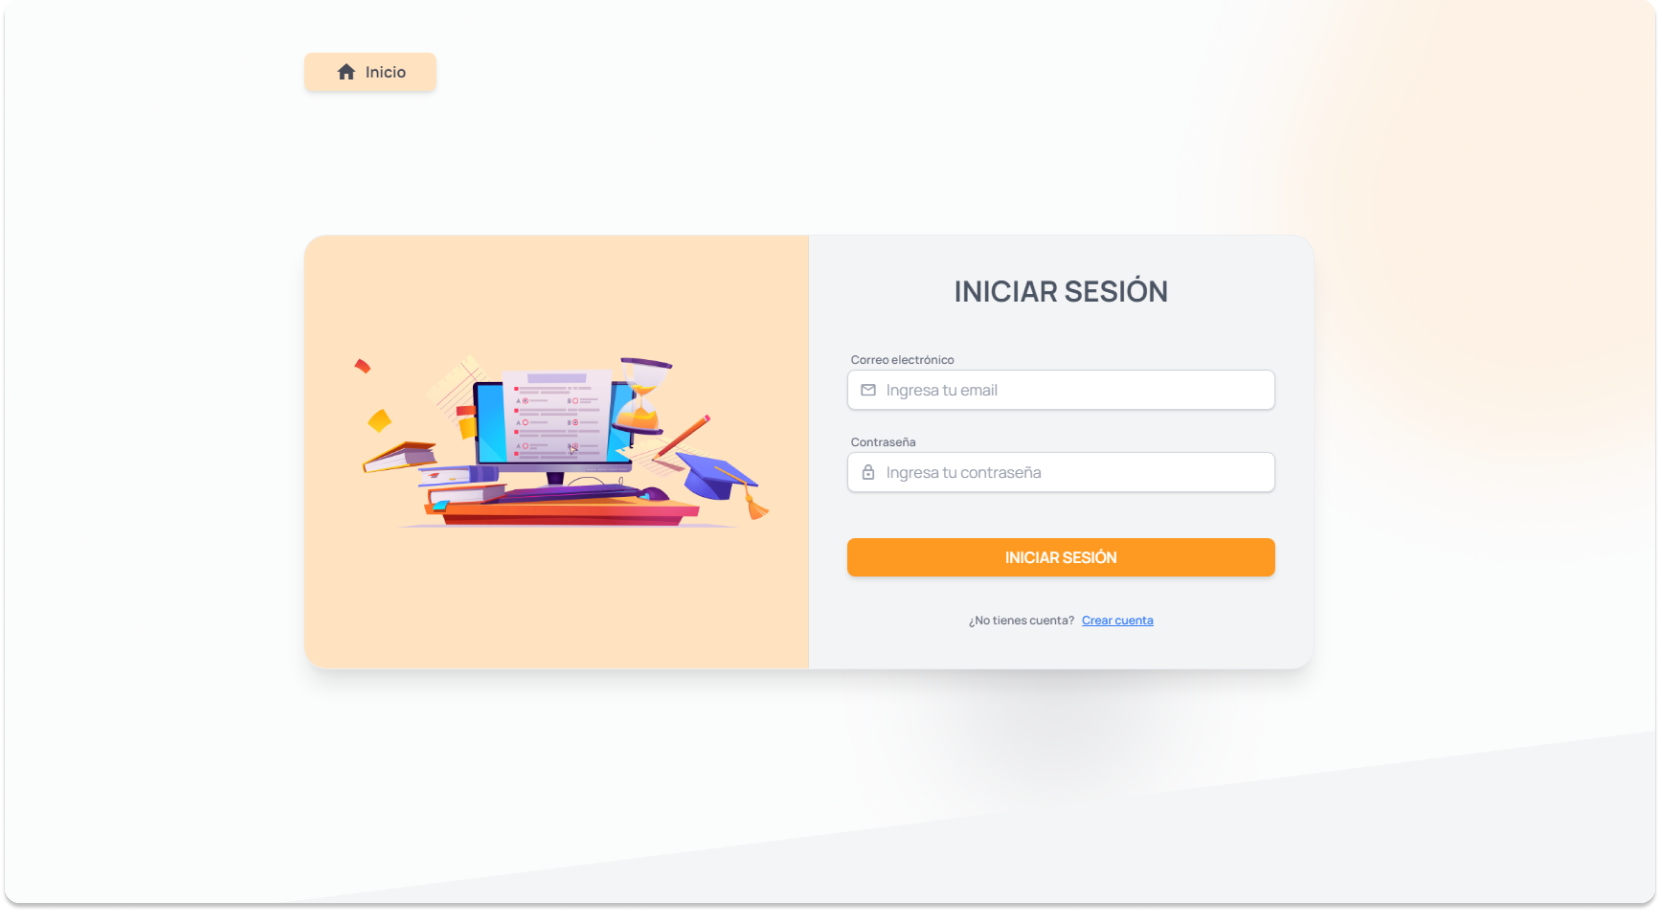 Inicio
INICIAR SESIÓN
Correo electrónico
Ingresa tu email
Contraseña
Ingresa tu contraseña
INICIAR SESIÓN
¿No tienes cuenta? Crear cuenta